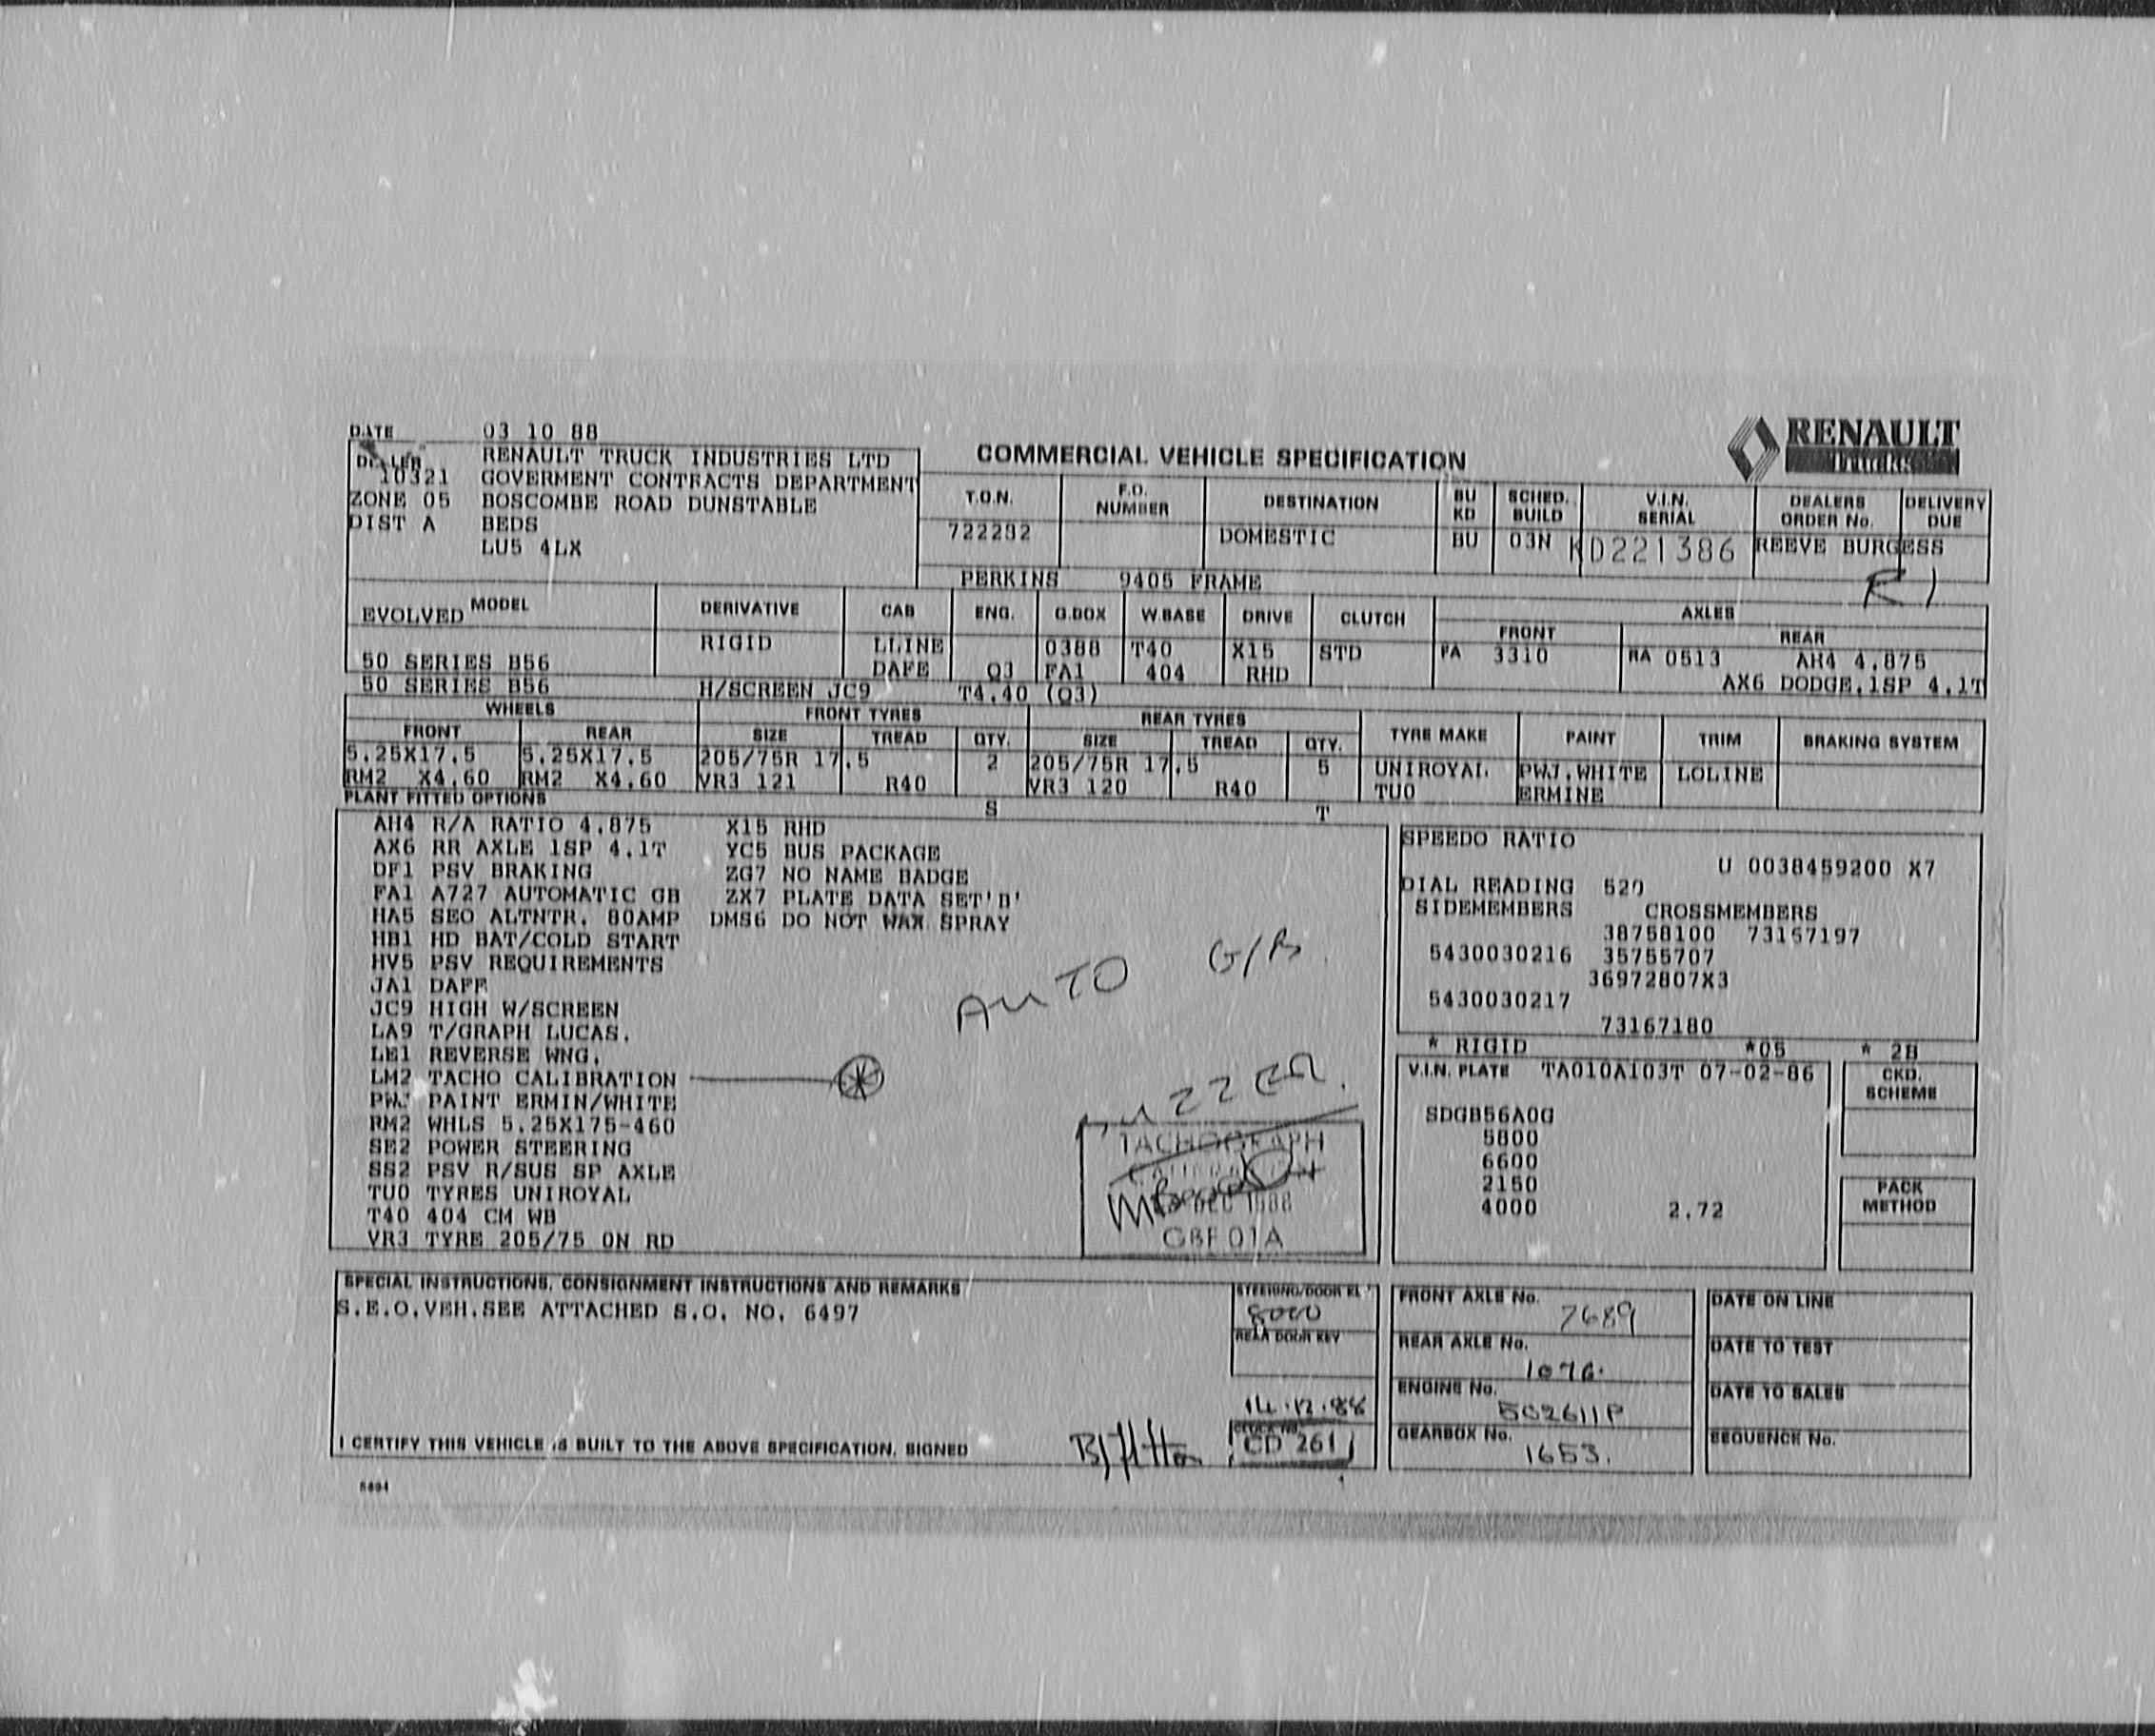 DATE 03 10 88
DEALER RENAULT TRUCK INDUSTRIES LTD
10321 GOVERMENT CONTRACTS DEPARTMENT
ZONE 05 BOSCOMBE ROAD DUNSTABLE
DIST A BEDS
LU5 4LX
COMMERCIAL VEHICLE SPECIFICATION
RENAULT
TRUCKS
T.O.N. F.O. NUMBER DESTINATION BU KD SCHED. BUILD V.I.N. SERIAL DEALERS ORDER No. DELIVERY DUE
722292 DOMESTIC BU 03N KD221386 REEVE BURGESS
R1
PERKINS 9405 FRAME
MODEL DERIVATIVE CAB ENG. G.BOX W.BASE DRIVE CLUTCH AXLES
FRONT REAR
EVOLVED RIGID LLINE 0388 T40 X15 STD FA 3310 RA 0513 AH4 4.875
50 SERIES B56 DAFE Q3 FA1 404 RHD
50 SERIES B56 H/SCREEN JC9 T4.40 (Q3) AX6 DODGE,1SP 4.1T
WHEELS FRONT TYRES REAR TYRES
FRONT REAR SIZE TREAD QTY. SIZE TREAD QTY. TYRE MAKE PAINT TRIM BRAKING SYSTEM
5.25X17.5 5.25X17.5 205/75R 17.5 2 205/75R 17.5 5 UNIROYAL PWJ.WHITE LOLINE
RM2 X4.60 RM2 X4.60 VR3 121 R40 VR3 120 R40 TU0 ERMINE
PLANT FITTED OPTIONS S T
AH4 R/A RATIO 4.875 X15 RHD
AX6 RR AXLE 1SP 4.1T YC5 BUS PACKAGE
DF1 PSV BRAKING ZG7 NO NAME BADGE
FA1 A727 AUTOMATIC GB ZX7 PLATE DATA SET'B'
HA5 SEO ALTNTR. 80AMP DMS6 DO NOT WAX SPRAY
HB1 HD BAT/COLD START
HV5 PSV REQUIREMENTS
JA1 DAFE
JC9 HIGH W/SCREEN
LA9 T/GRAPH LUCAS.
LE1 REVERSE WNG.
LM2 TACHO CALIBRATION
PWJ PAINT ERMIN/WHITE
RM2 WHLS 5.25X175-460
SE2 POWER STEERING
SS2 PSV R/SUS SP AXLE
TU0 TYRES UNIROYAL
T40 404 CM WB
VR3 TYRE 205/75 ON RD
AUTO G/B.
BUZZER.
TACHOGRAPH
CALIBRATION
DEC 1988
GBF01A
SPEEDO RATIO
U 0038459200 X7
DIAL READING 520
SIDEMEMBERS CROSSMEMBERS
38758100 73167197
5430030216 35755707
36972807X3
5430030217
73167180
* RIGID *05 * 2B
V.I.N. PLATE TA010A103T 07-02-86
SDGB56A0G
5800
6600
2150
4000 2.72
CKD. SCHEME
PACK METHOD
SPECIAL INSTRUCTIONS, CONSIGNMENT INSTRUCTIONS AND REMARKS
S.E.O.VEH.SEE ATTACHED S.O. NO. 6497
I CERTIFY THIS VEHICLE IS BUILT TO THE ABOVE SPECIFICATION, SIGNED
STEERING/DOOR
8000
REAR DOOR KEY
14.12.88
CD 261
FRONT AXLE No. 7689
REAR AXLE No. 1076.
ENGINE No. 502611P
GEARBOX No. 1653.
DATE ON LINE
DATE TO TEST
DATE TO SALES
SEQUENCE No.